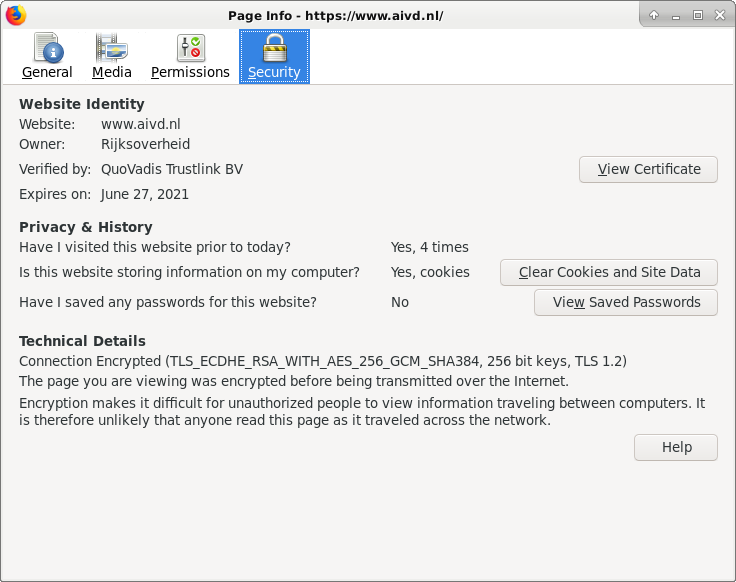 Page Info - https://www.aivd.nl/
General Media Permissions Security
Website Identity
Website: www.aivd.nl
Owner: Rijksoverheid
Verified by: QuoVadis Trustlink BV View Certificate
Expires on: June 27, 2021
Privacy & History
Have I visited this website prior to today? Yes, 4 times
Is this website storing information on my computer? Yes, cookies Clear Cookies and Site Data
Have I saved any passwords for this website? No View Saved Passwords
Technical Details
Connection Encrypted (TLS_ECDHE_RSA_WITH_AES_256_GCM_SHA384, 256 bit keys, TLS 1.2)
The page you are viewing was encrypted before being transmitted over the Internet.
Encryption makes it difficult for unauthorized people to view information traveling between computers. It
is therefore unlikely that anyone read this page as it traveled across the network.
Help